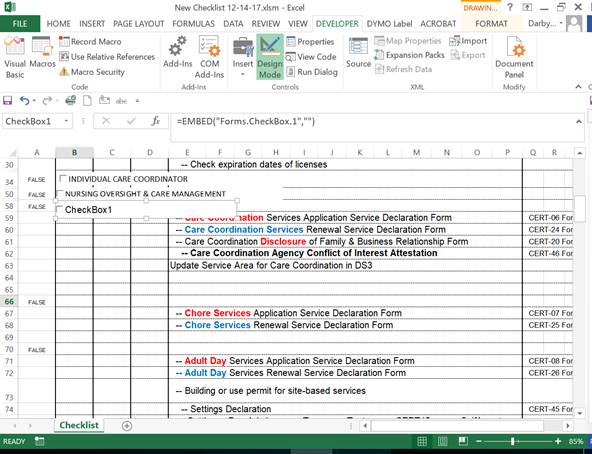 New Checklist 12-14-17.xlsm - Excel
DRAWIN...
?
FILE HOME INSERT PAGE LAYOUT FORMULAS DATA REVIEW VIEW DEVELOPER DYMO Label ACROBAT FORMAT Darby...
Visual Basic
Macros
Record Macro
Use Relative References
Macro Security
Code
Add-Ins
COM Add-Ins
Add-Ins
Insert
Design Mode
Properties
View Code
Run Dialog
Controls
Source
Map Properties
Expansion Packs
Refresh Data
Import
Export
XML
Document Panel
Modify
abc
CheckBox1 fx =EMBED("Forms.CheckBox.1","")
A B C D E F G H I J K L M N O P Q R
30 -- Check expiration dates of licenses
34 FALSE INDIVIDUAL CARE COORDINATOR
50 FALSE NURSING OVERSIGHT & CARE MANAGEMENT
58 FALSE CheckBox1
59 -- Care Coordination Services Application Service Declaration Form CERT-06 For
60 -- Care Coordination Services Renewal Service Declaration Form CERT-24 For
61 -- Care Coordination Disclosure of Family & Business Relationship Form CERT-20 For
62 -- Care Coordination Agency Conflict of Interest Attestation CERT-46 For
63 Update Service Area for Care Coordination in DS3
64
65
66 FALSE
67 -- Chore Services Application Service Declaration Form CERT-07 For
68 -- Chore Services Renewal Service Declaration Form CERT-25 For
69
70 FALSE
71 -- Adult Day Services Application Service Declaration Form CERT-08 For
72 -- Adult Day Services Renewal Service Declaration Form CERT-26 For
73 -- Building or use permit for site-based services
74 -- Settings Declaration CERT-45 For
Checklist
READY 85%